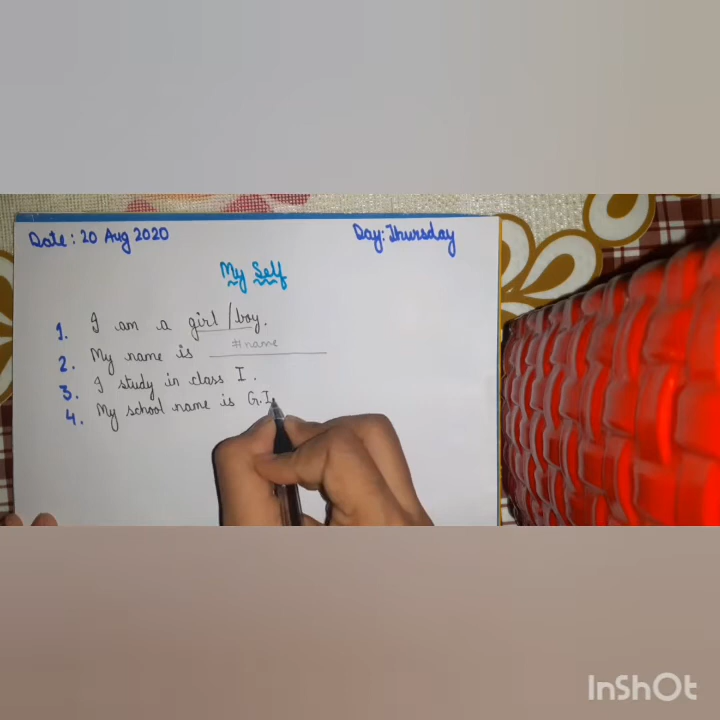 Date: 20 Aug 2020 Day: Thursday
My Self
1. I am a girl/boy.
2. My name is #name
3. I study in class I.
4. My school name is G.I
InShOt